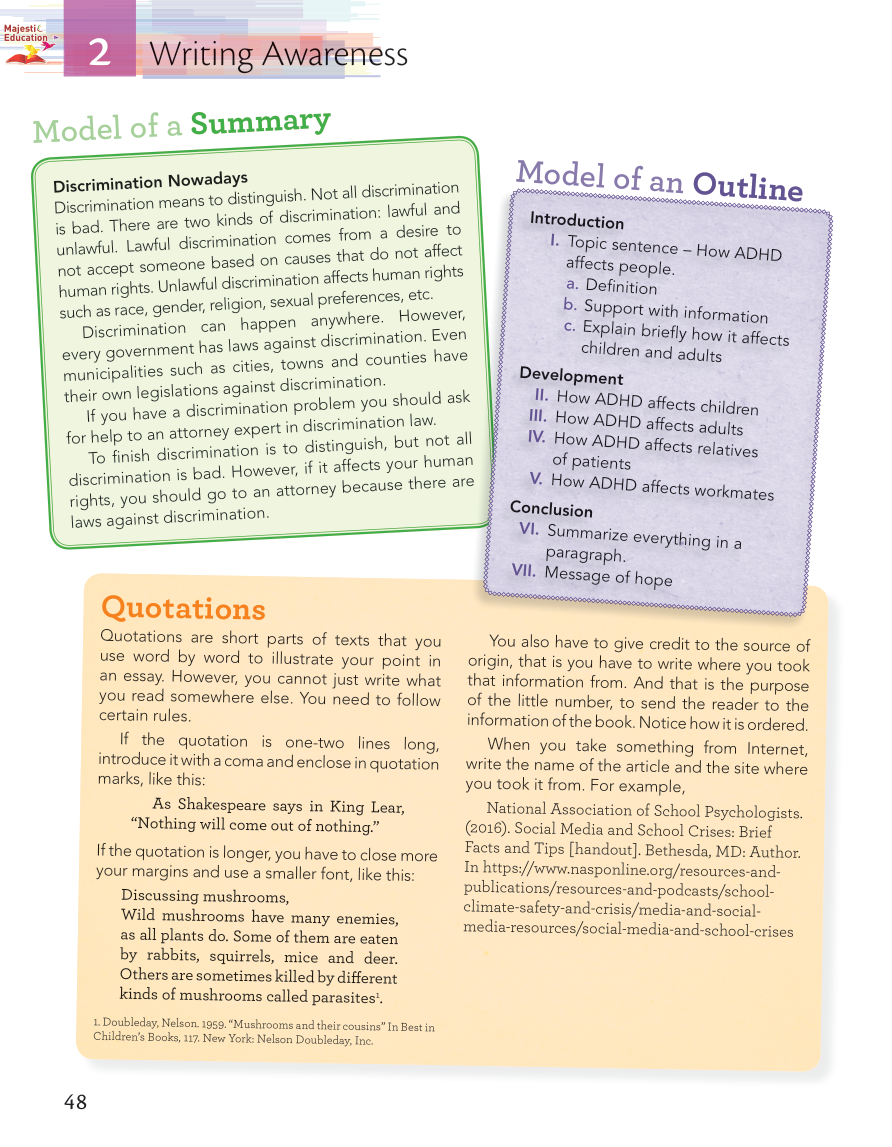 Majestic
Education
2
Writing Awareness
Model of a Summary
Discrimination Nowadays
Discrimination means to distinguish. Not all discrimination
is bad. There are two kinds of discrimination: lawful and
unlawful. Lawful discrimination comes from a desire to
not accept someone based on causes that do not affect
human rights. Unlawful discrimination affects human rights
such as race, gender, religion, sexual preferences, etc.
Discrimination can happen anywhere. However,
every government has laws against discrimination. Even
municipalities such as cities, towns and counties have
their own legislations against discrimination.
If you have a discrimination problem you should ask
for help to an attorney expert in discrimination law.
To finish discrimination is to distinguish, but not all
discrimination is bad. However, if it affects your human
rights, you should go to an attorney because there are
laws against discrimination.
Model of an Outline
Introduction
I. Topic sentence – How ADHD
affects people.
a. Definition
b. Support with information
c. Explain briefly how it affects
children and adults
Development
II. How ADHD affects children
III. How ADHD affects adults
IV. How ADHD affects relatives
of patients
V. How ADHD affects workmates
Conclusion
VI. Summarize everything in a
paragraph.
VII. Message of hope
Quotations
Quotations are short parts of texts that you
use word by word to illustrate your point in
an essay. However, you cannot just write what
you read somewhere else. You need to follow
certain rules.
If the quotation is one-two lines long,
introduce it with a coma and enclose in quotation
marks, like this:
As Shakespeare says in King Lear,
“Nothing will come out of nothing.”
If the quotation is longer, you have to close more
your margins and use a smaller font, like this:
Discussing mushrooms,
Wild mushrooms have many enemies,
as all plants do. Some of them are eaten
by rabbits, squirrels, mice and deer.
Others are sometimes killed by different
kinds of mushrooms called parasites1.
1. Doubleday, Nelson. 1959. “Mushrooms and their cousins” In Best in
Children’s Books, 117. New York: Nelson Doubleday, Inc.
You also have to give credit to the source of
origin, that is you have to write where you took
that information from. And that is the purpose
of the little number, to send the reader to the
information of the book. Notice how it is ordered.
When you take something from Internet,
write the name of the article and the site where
you took it from. For example,
National Association of School Psychologists.
(2016). Social Media and School Crises: Brief
Facts and Tips [handout]. Bethesda, MD: Author.
In https://www.nasponline.org/resources-and-
publications/resources-and-podcasts/school-
climate-safety-and-crisis/media-and-social-
media-resources/social-media-and-school-crises
48